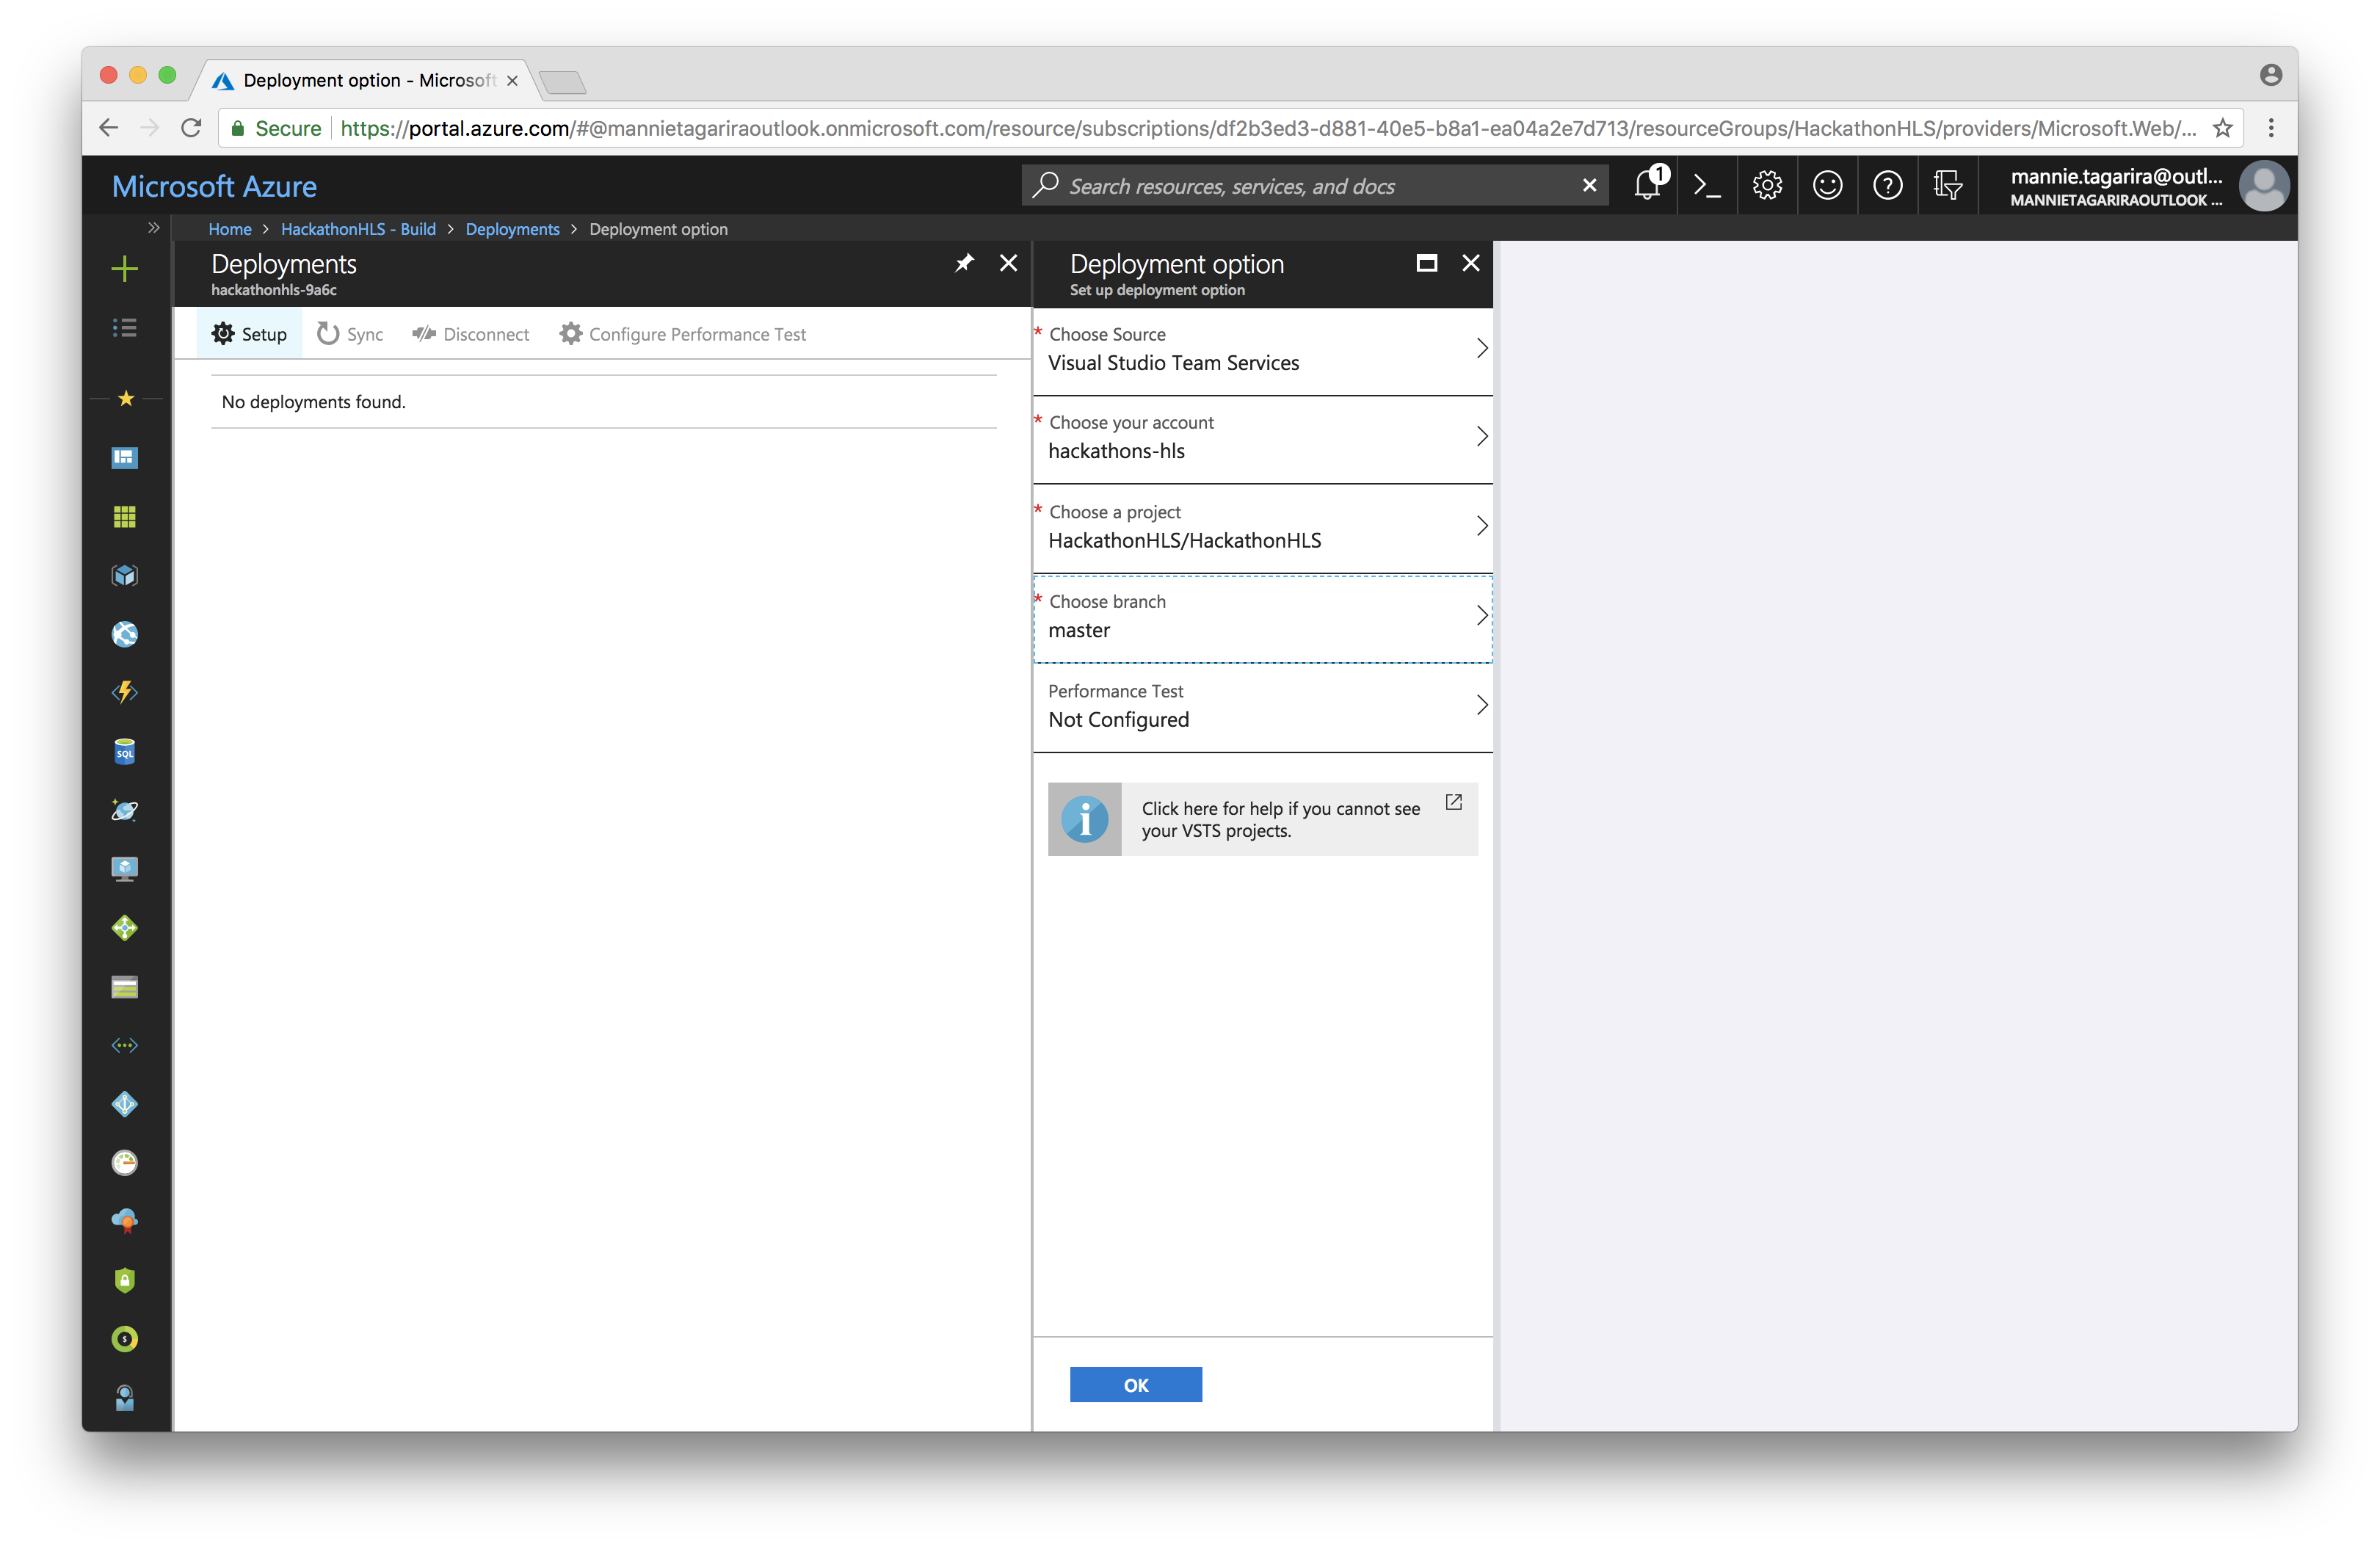 Deployment option - Microsoft
Secure https://portal.azure.com/#@mannietagariraoutlook.onmicrosoft.com/resource/subscriptions/df2b3ed3-d881-40e5-b8a1-ea04a2e7d713/resourceGroups/HackathonHLS/providers/Microsoft.Web/...
Microsoft Azure
Search resources, services, and docs
1
mannie.tagarira@outl...
MANNIETAGARIRAOUTLOOK ...
Home > HackathonHLS - Build > Deployments > Deployment option
Deployments
hackathonhls-9a6c
Setup Sync Disconnect Configure Performance Test
No deployments found.
Deployment option
Set up deployment option
* Choose Source
Visual Studio Team Services
* Choose your account
hackathons-hls
* Choose a project
HackathonHLS/HackathonHLS
* Choose branch
master
Performance Test
Not Configured
Click here for help if you cannot see
your VSTS projects.
OK
SQL